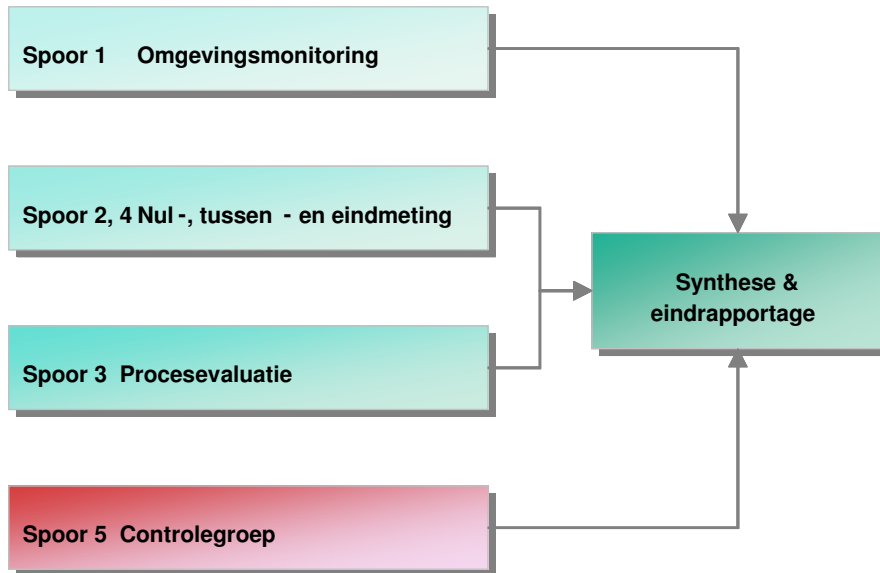 Spoor 1 Omgevingsmonitoring
Spoor 2, 4 Nul -, tussen - en eindmeting
Synthese &
eindrapportage
Spoor 3 Procesevaluatie
Spoor 5 Controlegroep